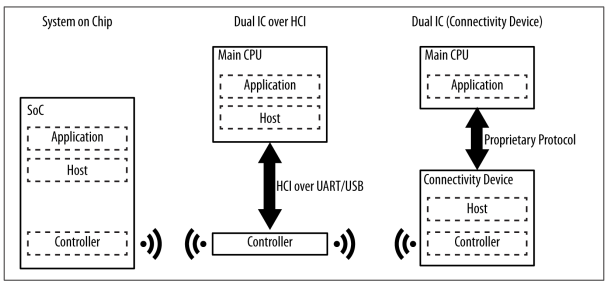 System on Chip
Dual IC over HCI
Dual IC (Connectivity Device)
SoC
Application
Host
Controller
Main CPU
Application
Host
HCI over UART/USB
Controller
Main CPU
Application
Proprietary Protocol
Connectivity Device
Host
Controller